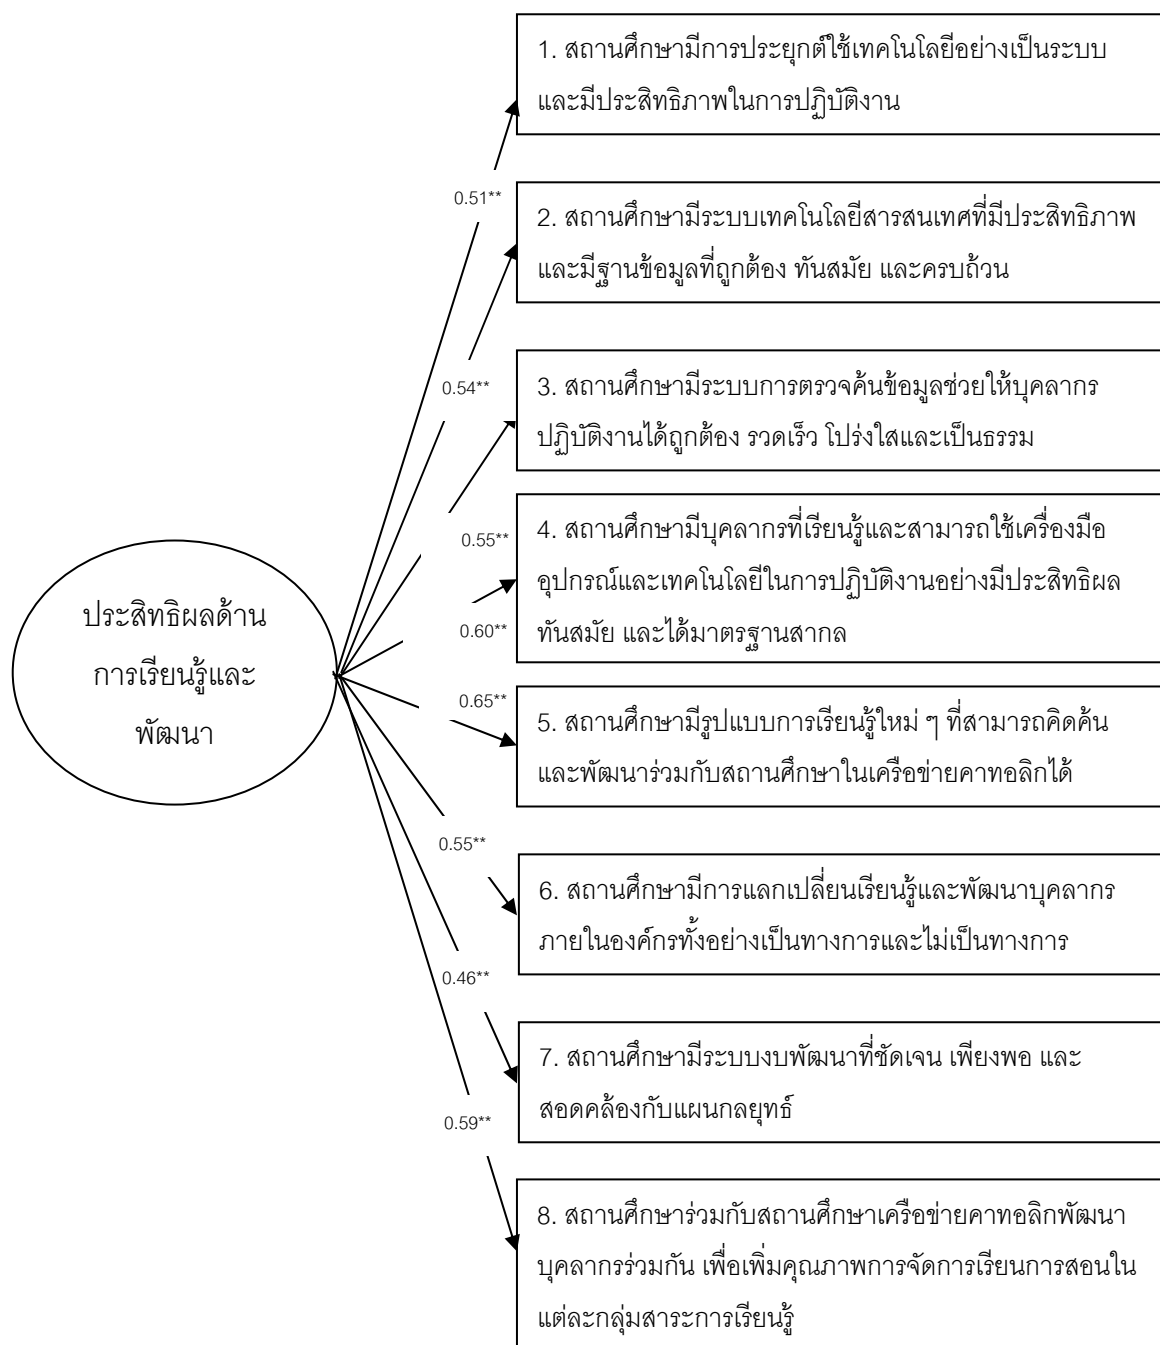 1. สถานศึกษามีการประยุกต์ใช้เทคโนโลยีอย่างเป็นระบบ
และมีประสิทธิภาพในการปฏิบัติงาน
0.51**
2. สถานศึกษามีระบบเทคโนโลยีสารสนเทศที่มีประสิทธิภาพ
และมีฐานข้อมูลที่ถูกต้อง ทันสมัย และครบถ้วน
0.54**
3. สถานศึกษามีระบบการตรวจค้นข้อมูลช่วยให้บุคลากร
ปฏิบัติงานได้ถูกต้อง รวดเร็ว โปร่งใสและเป็นธรรม
0.55**
4. สถานศึกษามีบุคลากรที่เรียนรู้และสามารถใช้เครื่องมือ
อุปกรณ์และเทคโนโลยีในการปฏิบัติงานอย่างมีประสิทธิผล
ทันสมัย และได้มาตรฐานสากล
0.60**
ประสิทธิผลด้าน
การเรียนรู้และ
พัฒนา
0.65**
5. สถานศึกษามีรูปแบบการเรียนรู้ใหม่ ๆ ที่สามารถคิดค้น
และพัฒนาร่วมกับสถานศึกษาในเครือข่ายคาทอลิกได้
0.55**
6. สถานศึกษามีการแลกเปลี่ยนเรียนรู้และพัฒนาบุคลากร
ภายในองค์กรทั้งอย่างเป็นทางการและไม่เป็นทางการ
0.46**
7. สถานศึกษามีระบบงบพัฒนาที่ชัดเจน เพียงพอ และ
สอดคล้องกับแผนกลยุทธ์
0.59**
8. สถานศึกษาร่วมกับสถานศึกษาเครือข่ายคาทอลิกพัฒนา
บุคลากรร่วมกัน เพื่อเพิ่มคุณภาพการจัดการเรียนการสอนใน
แต่ละกลุ่มสาระการเรียนรู้